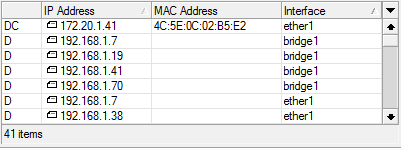 IP Address MAC Address Interface
DC 172.20.1.41 4C:5E:0C:02:B5:E2 ether1
D 192.168.1.7 bridge1
D 192.168.1.19 bridge1
D 192.168.1.41 bridge1
D 192.168.1.70 bridge1
D 192.168.1.7 ether1
D 192.168.1.38 ether1
41 items